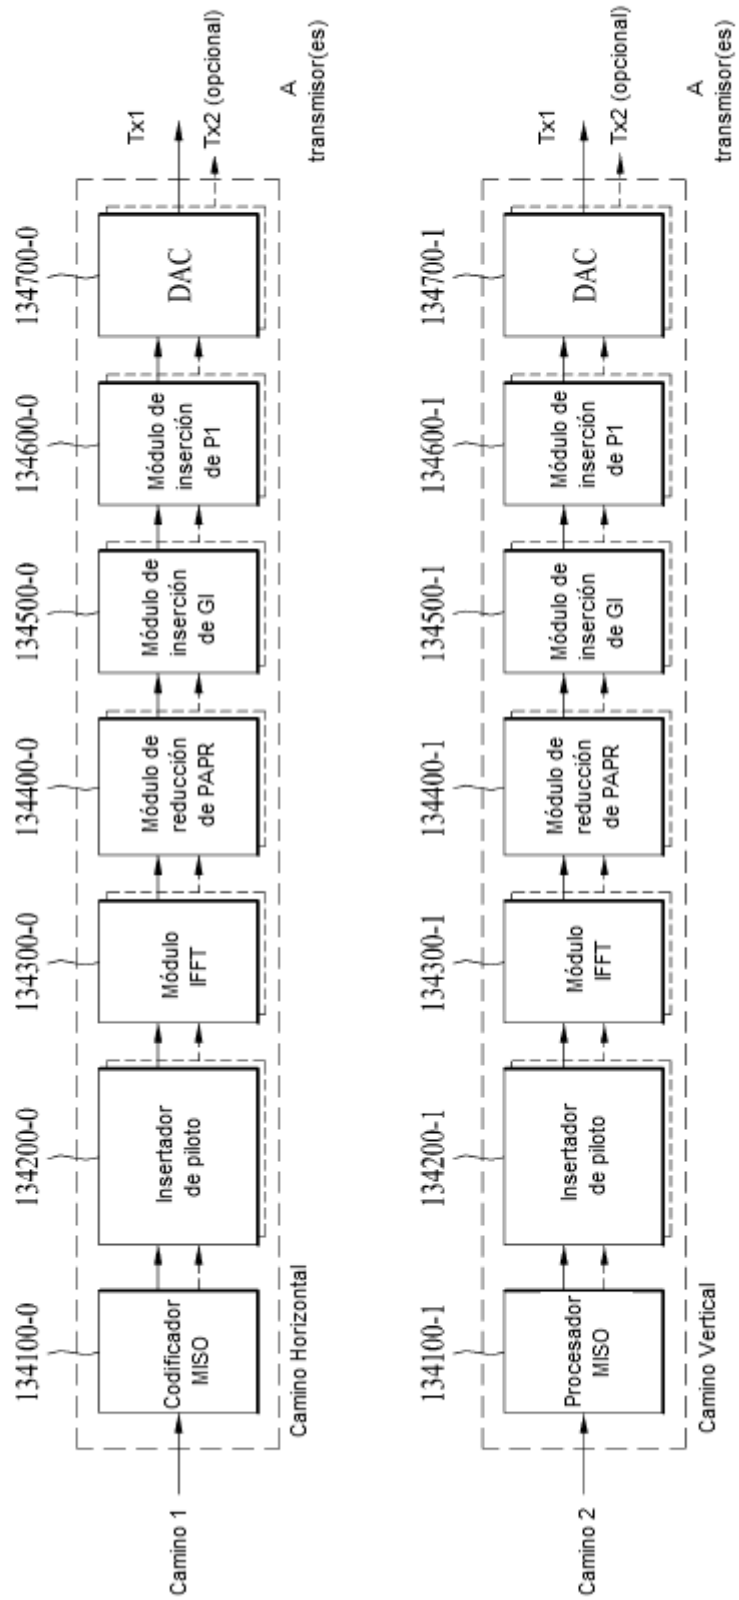 134100-0
134200-0
134300-0
134400-0
134500-0
134600-0
134700-0
Camino 1
Codificador
MISO
Insertador
de piloto
Módulo
IFFT
Módulo de
reducción
de PAPR
Módulo de
inserción
de GI
Módulo de
inserción
de P1
DAC
Tx1
Tx2 (opcional)
A
transmisor(es)
Camino Horizontal
134100-1
134200-1
134300-1
134400-1
134500-1
134600-1
134700-1
Camino 2
Procesador
MISO
Insertador
de piloto
Módulo
IFFT
Módulo de
reducción
de PAPR
Módulo de
inserción
de GI
Módulo de
inserción
de P1
DAC
Tx1
Tx2 (opcional)
A
transmisor(es)
Camino Vertical